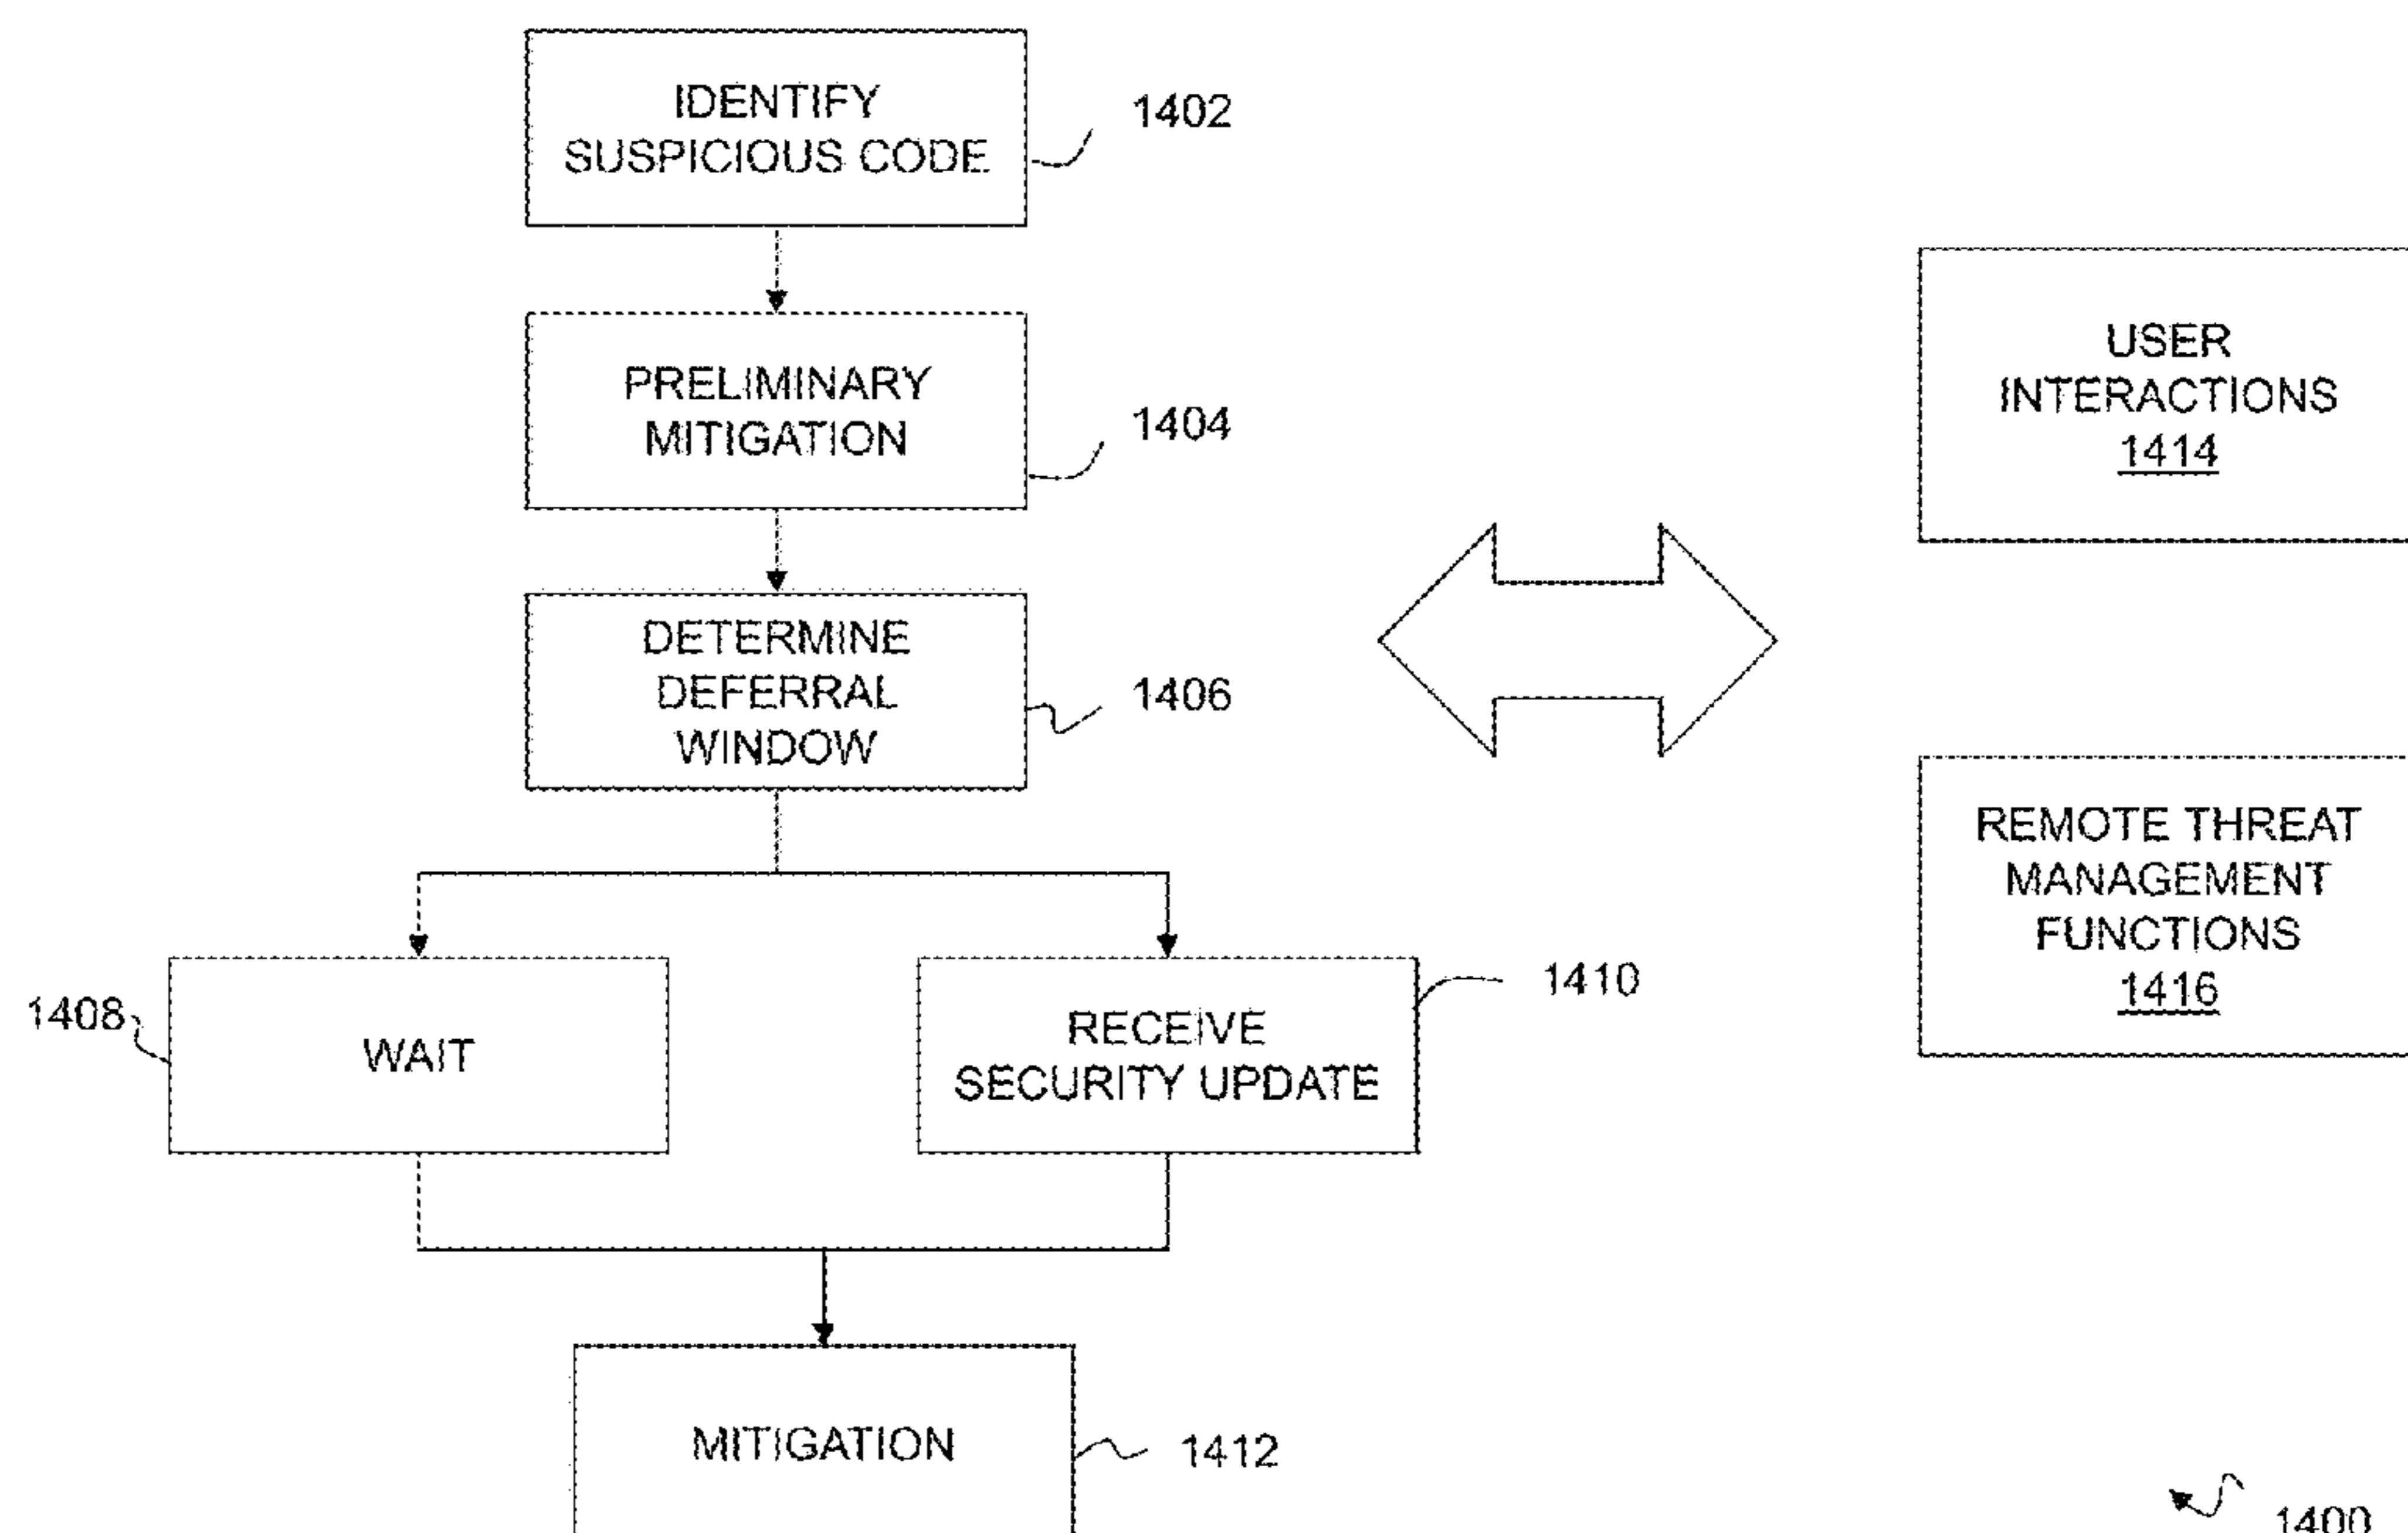 IDENTIFY
SUSPICIOUS CODE
1402
PRELIMINARY
MITIGATION
1404
DETERMINE
DEFERRAL
WINDOW
1406
1408
WAIT
RECEIVE
SECURITY UPDATE
1410
MITIGATION
1412
USER
INTERACTIONS
1414
REMOTE THREAT
MANAGEMENT
FUNCTIONS
1416
1400